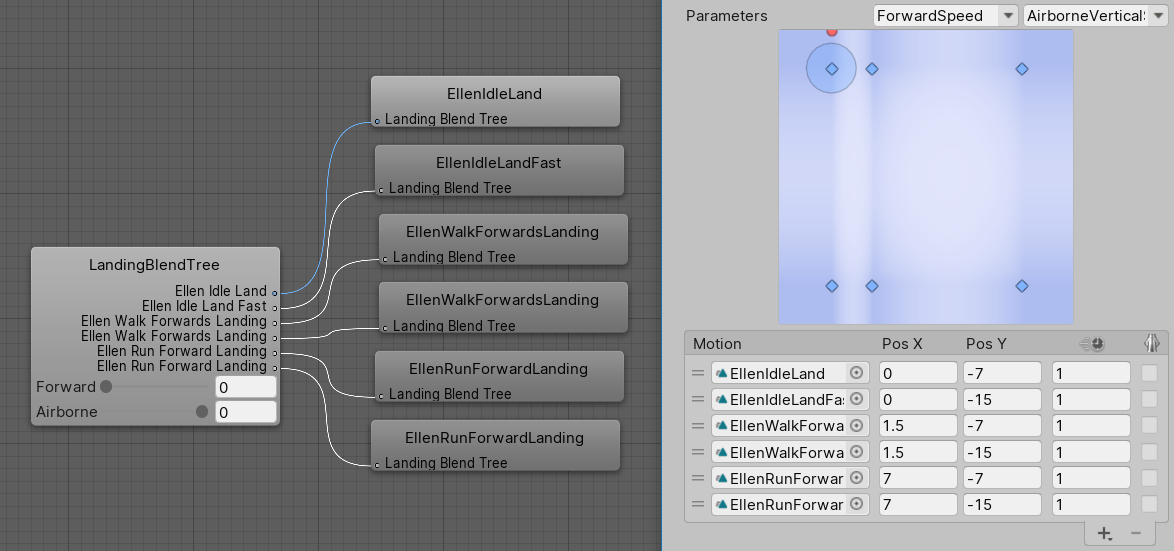 EllenIdleLand
Landing Blend Tree
EllenIdleLandFast
Landing Blend Tree
EllenWalkForwardsLanding
Landing Blend Tree
EllenWalkForwardsLanding
Landing Blend Tree
EllenRunForwardLanding
Landing Blend Tree
EllenRunForwardLanding
Landing Blend Tree
LandingBlendTree
Ellen Idle Land
Ellen Idle Land Fast
Ellen Walk Forwards Landing
Ellen Walk Forwards Landing
Ellen Run Forward Landing
Ellen Run Forward Landing
Forward 0
Airborne 0
Parameters ForwardSpeed AirborneVertical
Motion Pos X Pos Y
EllenIdleLand 0 -7 1
EllenIdleLandFa 0 -15 1
EllenWalkForwa 1.5 -7 1
EllenWalkForwa 1.5 -15 1
EllenRunForwar 7 -7 1
EllenRunForwar 7 -15 1